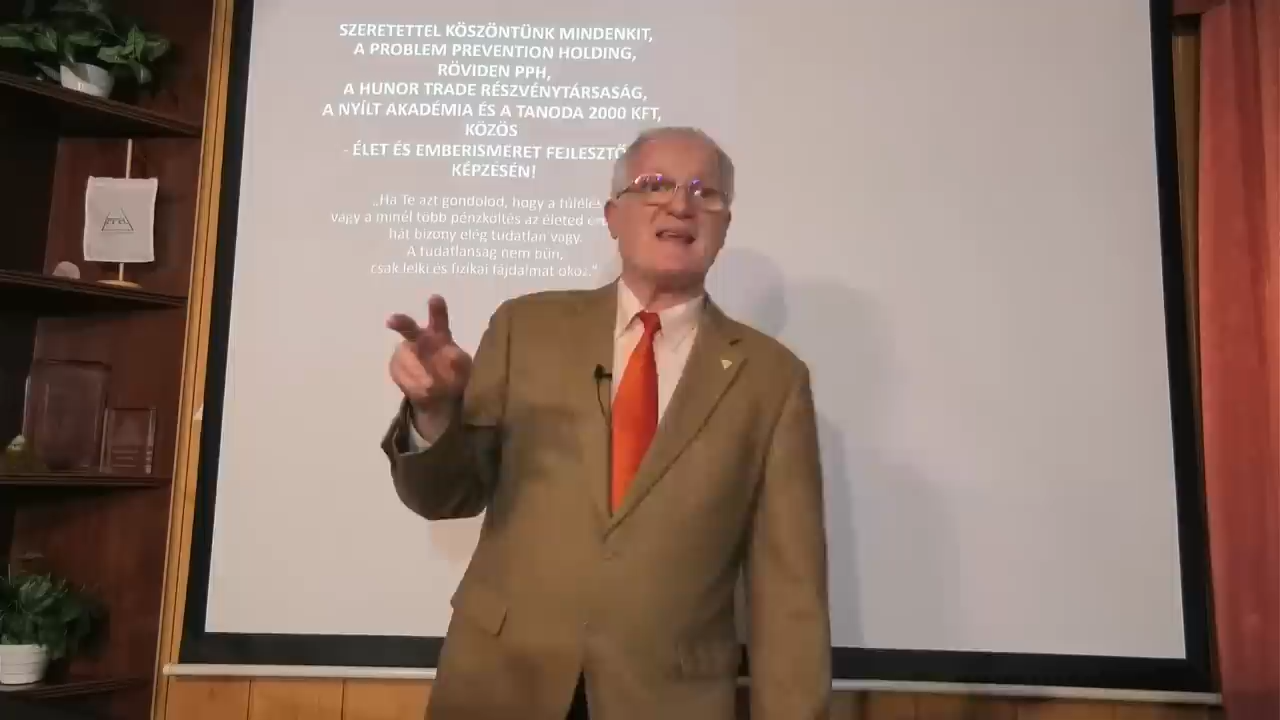 SZERETETTEL KÖSZÖNTÜNK MINDENKIT,
A PROBLEM PREVENTION HOLDING,
RÖVIDEN PPH,
A HUNOR TRADE RÉSZVÉNYTÁRSASÁG,
A NYÍLT AKADÉMIA ÉS A TANODA 2000 KFT,
KÖZÖS
- ÉLET ÉS EMBERISMERET FEJLESZTŐ
KÉPZÉSÉN!
„Ha Te azt gondolod, hogy a túlélés
vagy a minél több pénzköltés az életed
hát bizony elég tudatlan vagy.
A tudatlanság nem bűn,
csak lelki és fizikai fájdalmat okoz."